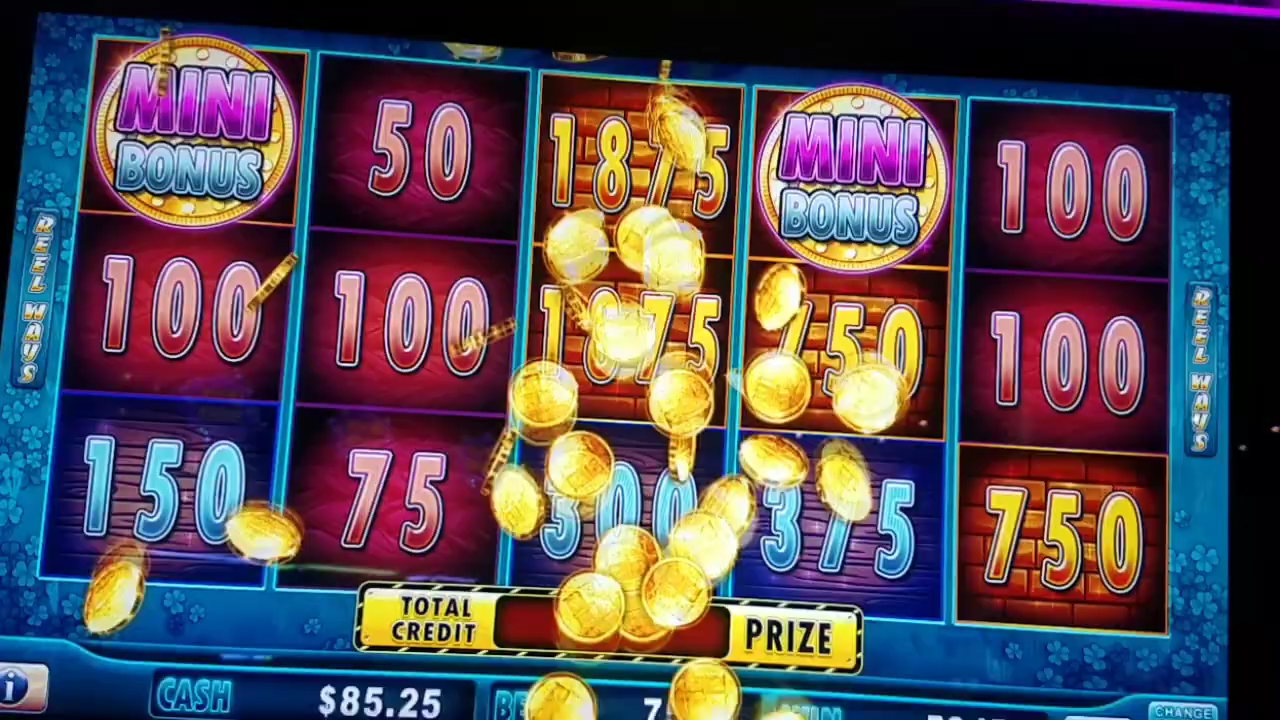 MINI
BONUS
50
1875
MINI
BONUS
100
100
100
1875
750
100
150
75
300
375
750
REEL WAYS
REEL WAYS
TOTAL
CREDIT
PRIZE
i
CASH
$85.25
CHANGE